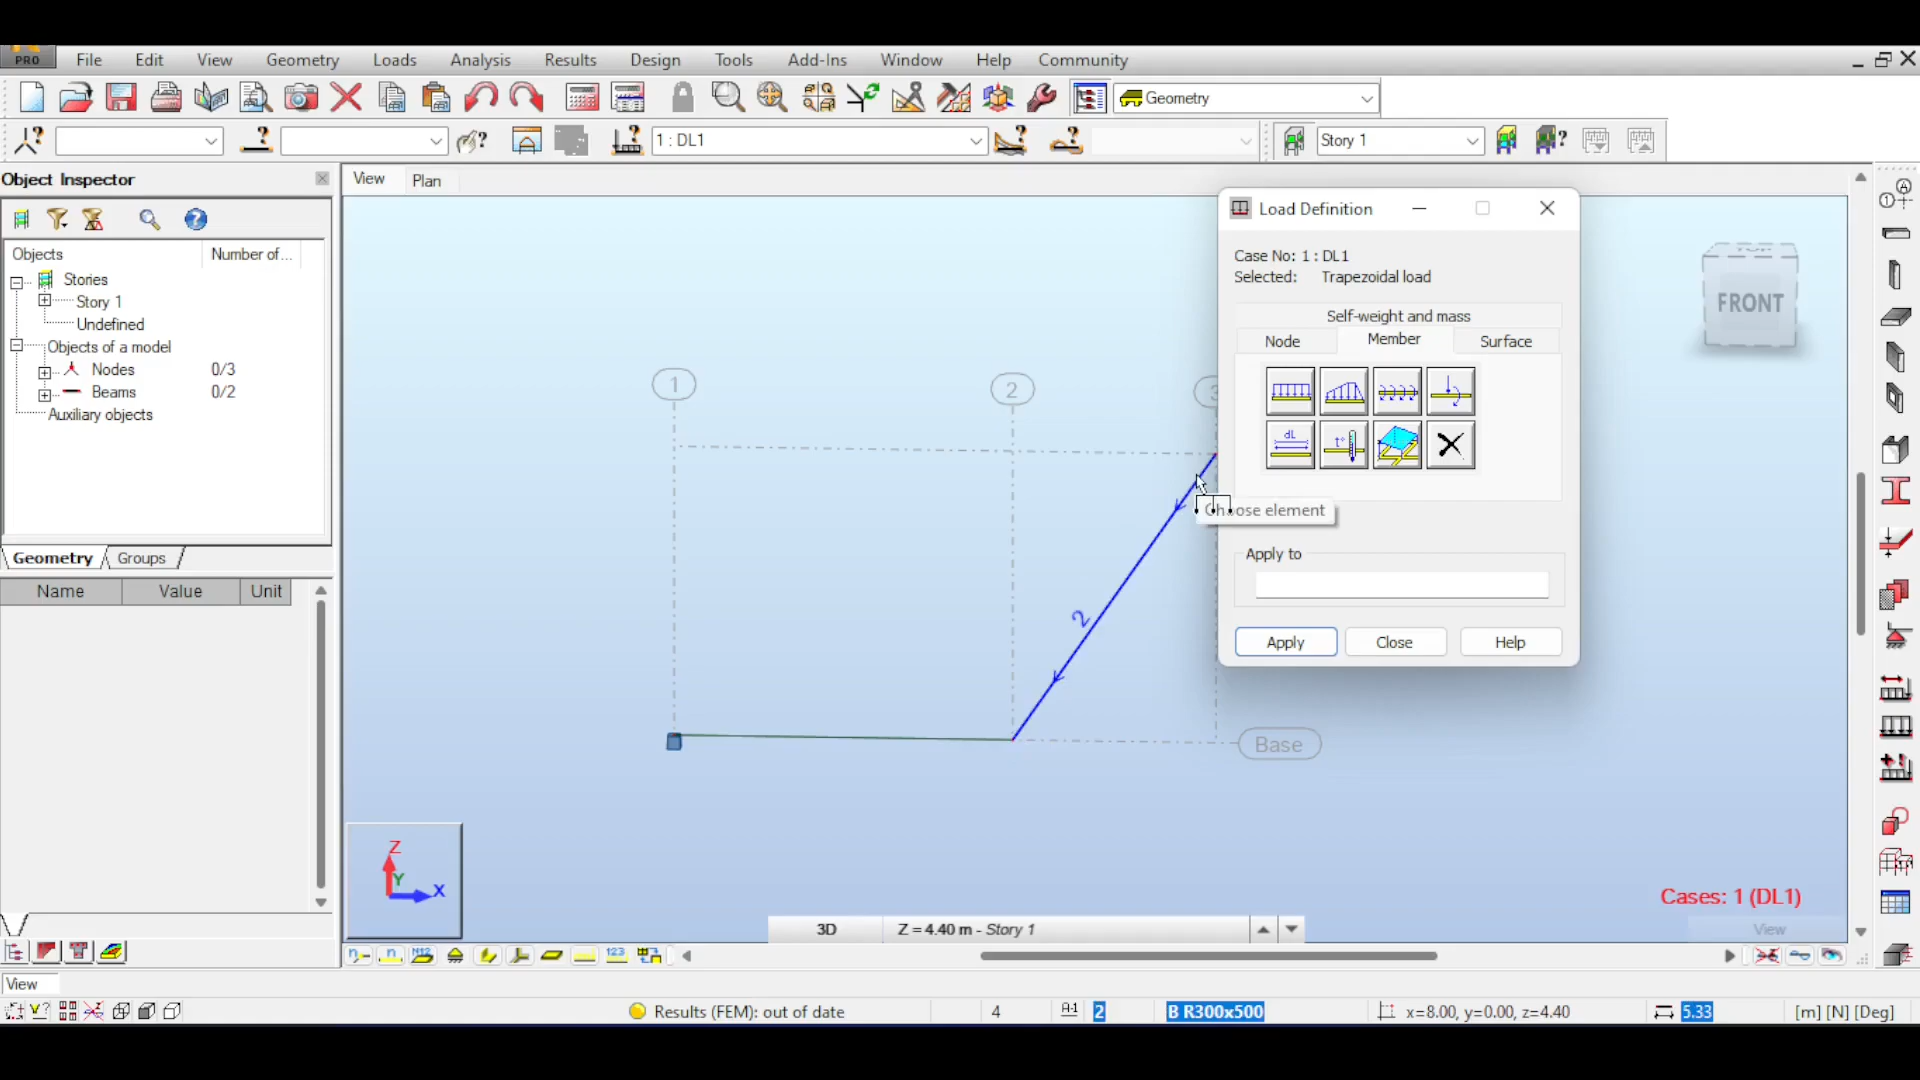 PRO File Edit View Geometry Loads Analysis Results Design Tools Add-Ins Window Help Community
Geometry
1 : DL1
Story 1
Object Inspector
View Plan
Objects Number of...
Stories
Story 1
Undefined
Objects of a model
Nodes 0/3
Beams 0/2
Auxiliary objects
Geometry Groups
Name Value Unit
1
2
3
2
Base
FRONT
Load Definition
Case No: 1 : DL1
Selected: Trapezoidal load
Self-weight and mass
Node Member Surface
dL
t°
Choose element
Apply to
Apply Close Help
Z
Y
X
Cases: 1 (DL1)
View
3D Z = 4.40 m - Story 1
View
Results (FEM): out of date 4 2 B R300x500 x=8.00, y=0.00, z=4.40 5.33 [m] [N] [Deg]